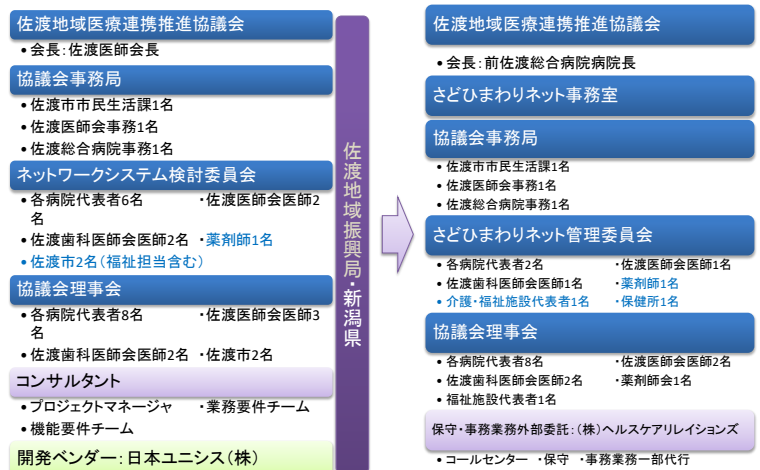 佐渡地域医療連携推進協議会
•会長：佐渡医師会長
協議会事務局
•佐渡市市民生活課1名
•佐渡医師会事務1名
•佐渡総合病院事務1名
ネットワークシステム検討委員会
•各病院代表者6名 ・佐渡医師会医師2
名
•佐渡歯科医師会医師2名 ・薬剤師1名
•佐渡市2名（福祉担当含む）
協議会理事会
•各病院代表者8名 ・佐渡医師会医師3
名
•佐渡歯科医師会医師2名 ・佐渡市2名
コンサルタント
•プロジェクトマネージャ ・業務要件チーム
•機能要件チーム
開発ベンダー：日本ユニシス（株）
佐渡地域振興局・新潟県
佐渡地域医療連携推進協議会
•会長：前佐渡総合病院病院長
さどひまわりネット事務室
協議会事務局
•佐渡市市民生活課1名
•佐渡医師会事務1名
•佐渡総合病院事務1名
さどひまわりネット管理委員会
•各病院代表者2名 ・佐渡医師会医師1名
•佐渡歯科医師会医師1名 ・薬剤師1名
•介護・福祉施設代表者1名 ・保健所1名
協議会理事会
•各病院代表者8名 ・佐渡医師会医師2名
•佐渡歯科医師会医師2名 ・薬剤師会1名
•福祉施設代表者1名
保守・事務業務外部委託：（株）ヘルスケアリレイションズ
•コールセンター ・保守 ・事務業務一部代行